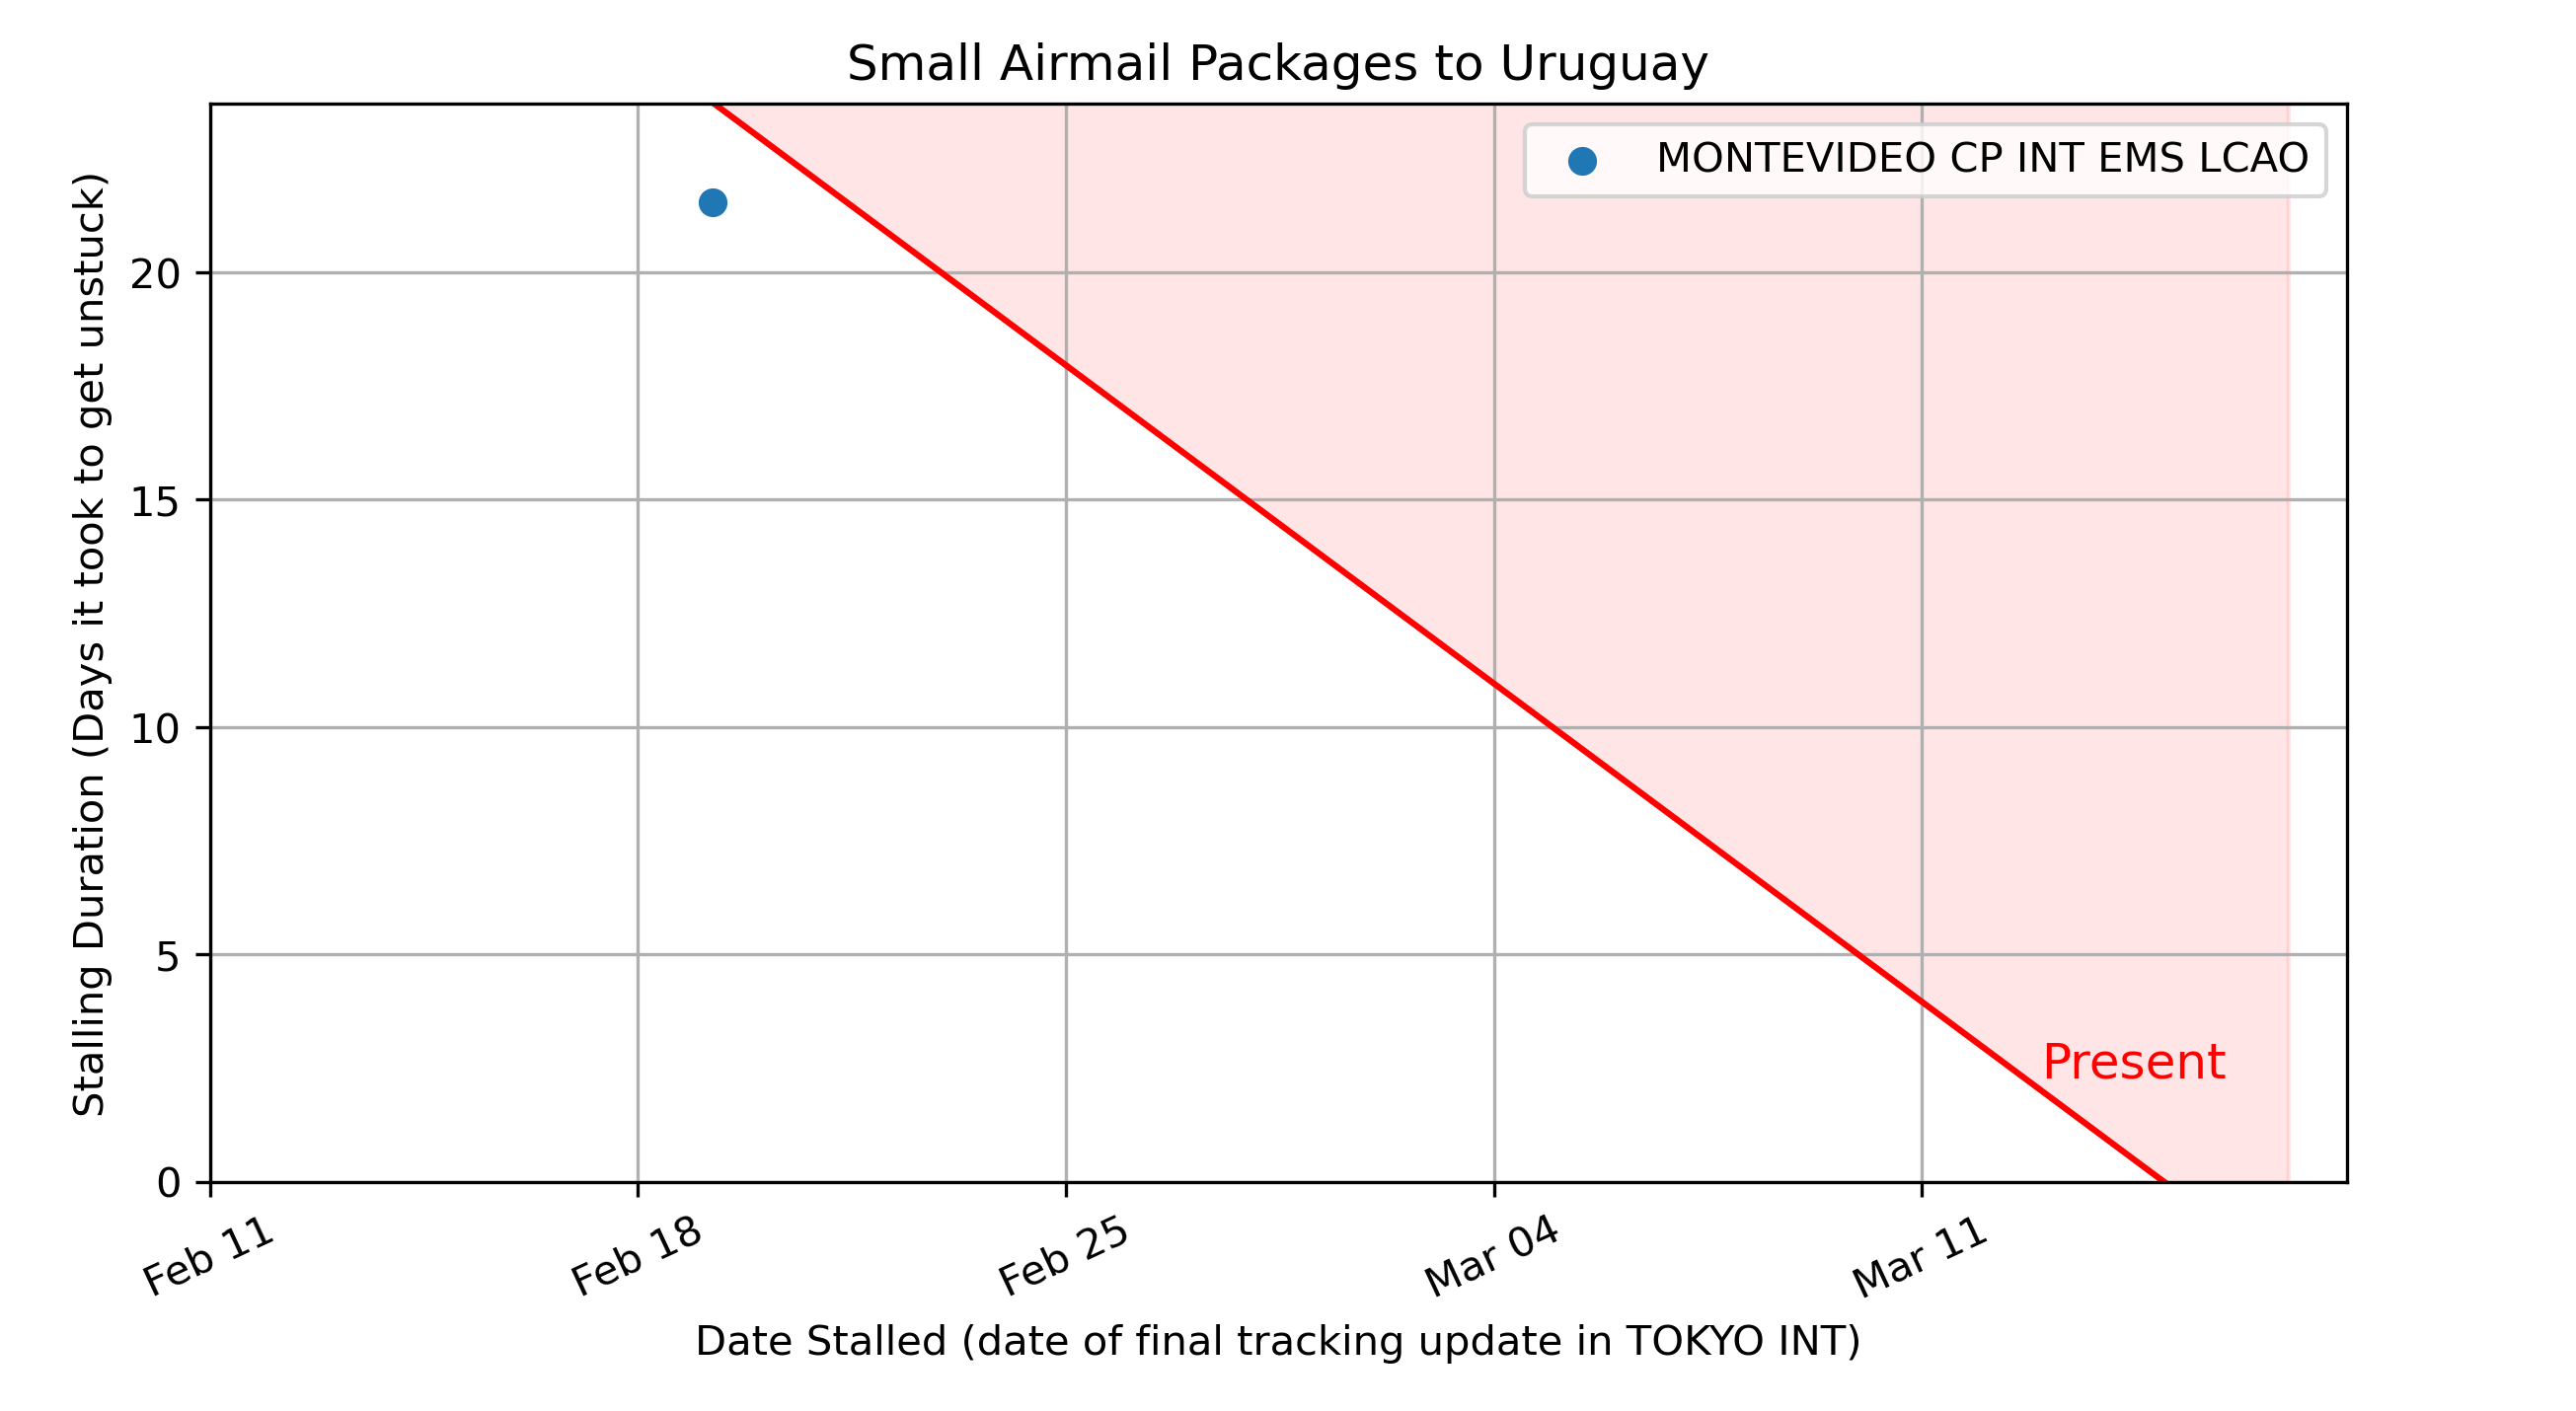 Small Airmail Packages to Uruguay
MONTEVIDEO CP INT EMS LCAO
Stalling Duration (Days it took to get unstuck)
20
15
10
5
0
Present
Feb 11
Feb 18
Feb 25
Mar 04
Mar 11
Date Stalled (date of final tracking update in TOKYO INT)